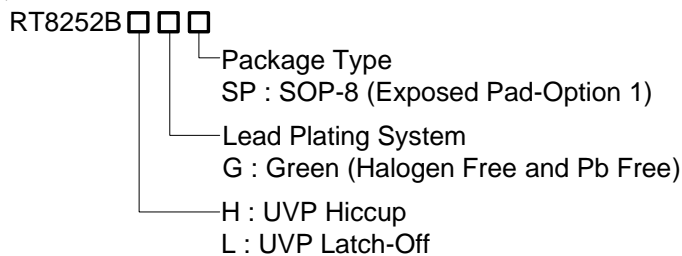 RT8252B
Package Type
SP : SOP-8 (Exposed Pad-Option 1)
Lead Plating System
G : Green (Halogen Free and Pb Free)
H : UVP Hiccup
L : UVP Latch-Off